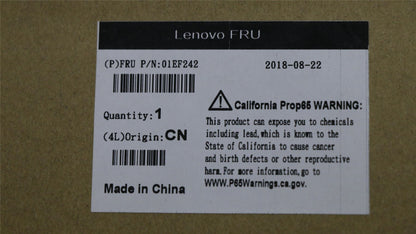 Lenovo FRU
(P)FRU P/N:01EF242
2018-08-22
Quantity:1
(4L)Origin:CN
Made in China
California Prop65 WARNING:
This product can expose you to chemicals
including lead,which is known to the
State of California to cause cancer
and birth defects or other reproductive
harm. For more information,go to
WWW.P65Warnings.ca.gov.